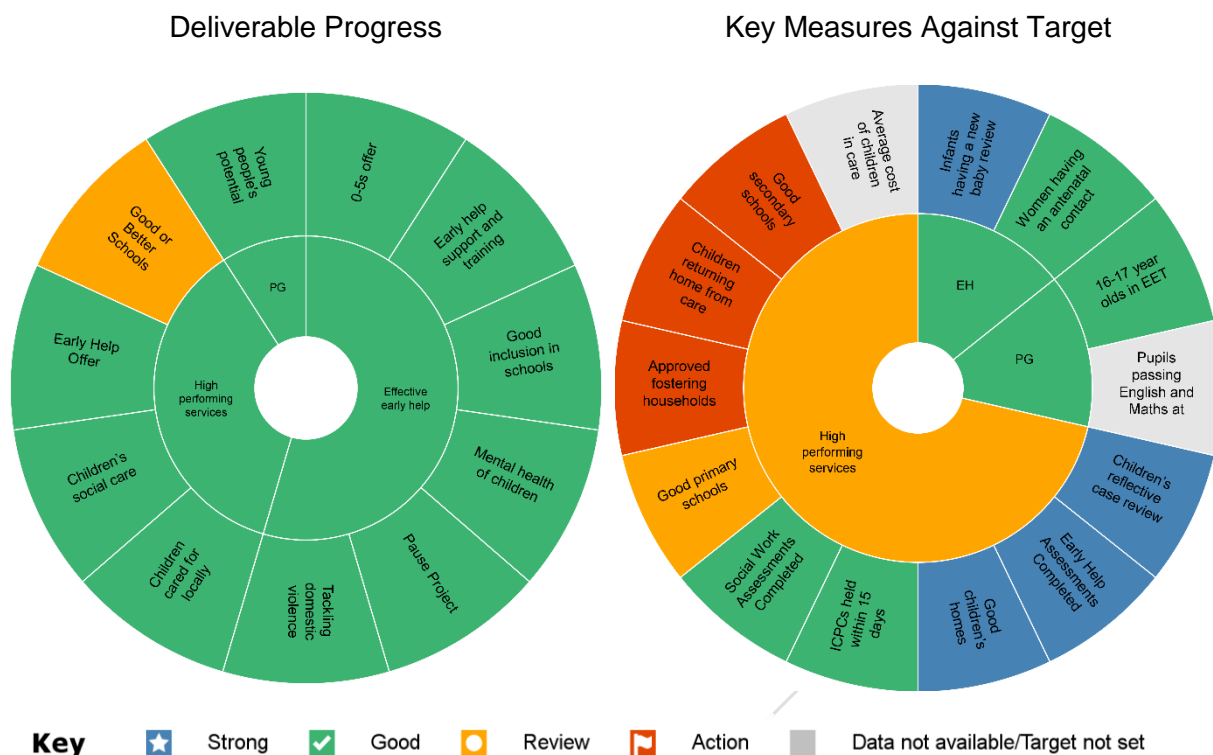 Deliverable Progress
Young
people's
potential
0-5s offer
Early help
support and
training
Good
inclusion in
schools
Mental health
of children
Pause Project
Tackling
domestic
violence
Children
cared for
locally
Children's
social care
Early Help
Offer
Good or
Better
Schools
PG
High
performing
services
Effective
early help
Key Measures Against Target
Average cost
of children
in care
Infants
having a new
baby review
Women having
an antenatal
contact
16-17 year
olds in EET
Pupils
passing
English and
Maths at
Children's
reflective
case review
Early Help
Assessments
Completed
Good
children's
homes
ICPCs held
within 15
days
Social Work
Assessments
Completed
Good primary
schools
Approved
fostering
households
Children
returning
home from
care
Good
secondary
schools
EH
PG
High
performing
services
Key Strong Good Review Action Data not available/Target not set